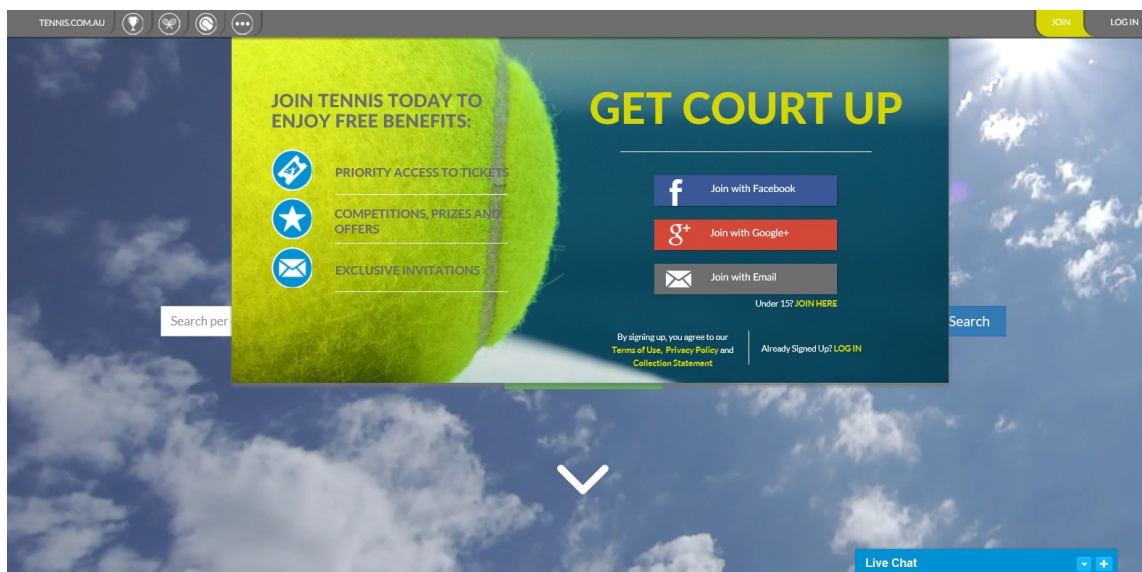 TENNIS.COM.AU
JOIN
LOG IN
JOIN TENNIS TODAY TO
ENJOY FREE BENEFITS:
PRIORITY ACCESS TO TICKETS
COMPETITIONS, PRIZES AND
OFFERS
EXCLUSIVE INVITATIONS
GET COURT UP
f Join with Facebook
g+ Join with Google+
Join with Email
Under 15? JOIN HERE
By signing up, you agree to our
Terms of Use, Privacy Policy and
Collection Statement
Already Signed Up? LOG IN
Search per
Search
Live Chat